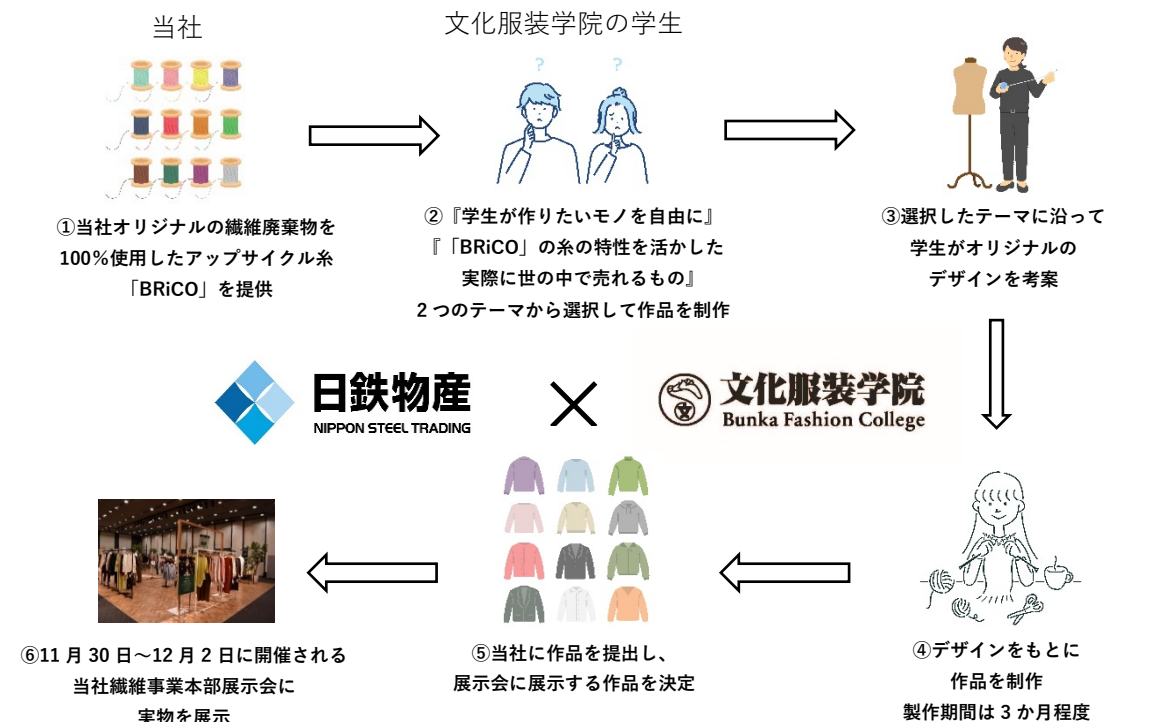 当社
文化服装学院の学生
? ?
①当社オリジナルの繊維廃棄物を
100%使用したアップサイクル糸
「BRiCO」を提供
②『学生が作りたいモノを自由に』
『「BRiCO」の糸の特性を活かした
実際に世の中で売れるもの』
2つのテーマから選択して作品を制作
③選択したテーマに沿って
学生がオリジナルの
デザインを考案
日鉄物産
NIPPON STEEL TRADING
×
文化服装学院
Bunka Fashion College
④デザインをもとに
作品を制作
製作期間は3か月程度
⑤当社に作品を提出し、
展示会に展示する作品を決定
⑥11月30日～12月2日に開催される
当社繊維事業本部展示会に
実物を展示